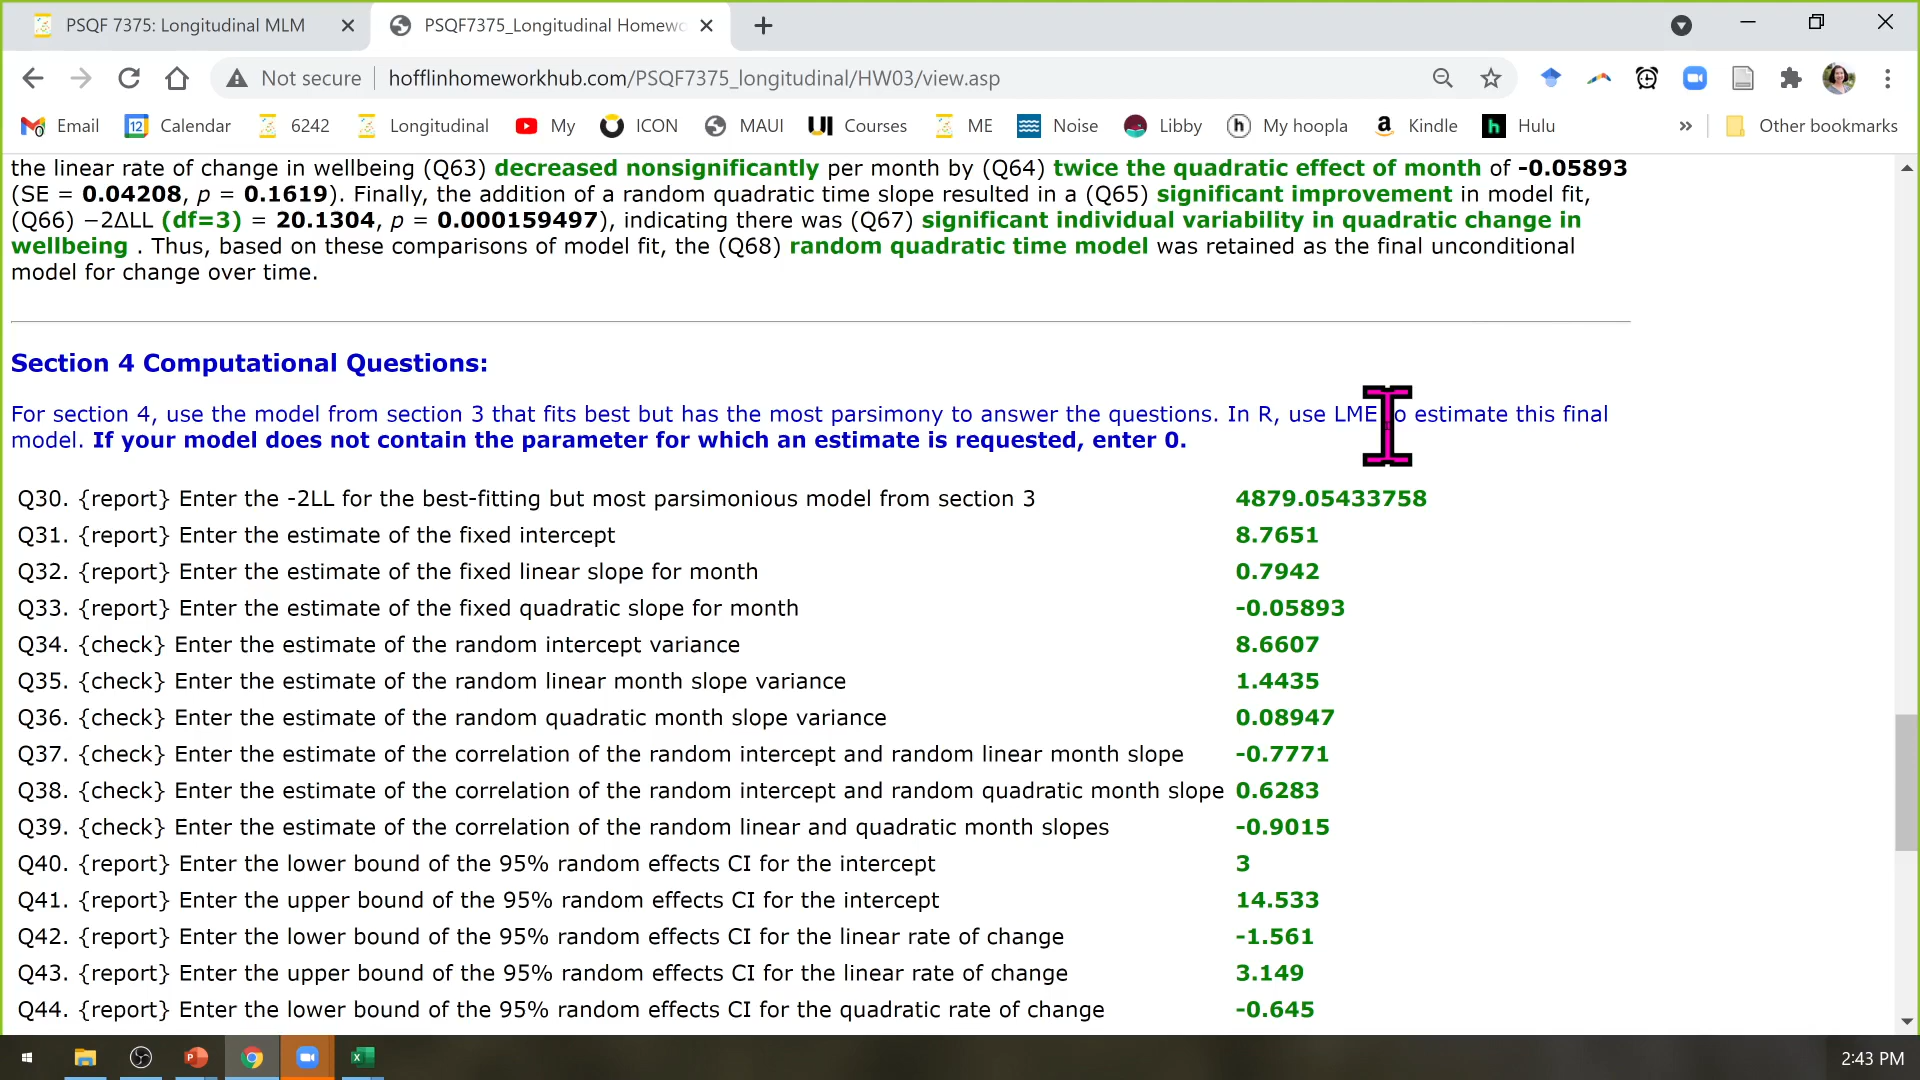 PSQF 7375: Longitudinal MLM
PSQF7375_Longitudinal Homewo
Not secure
hofflinhomeworkhub.com/PSQF7375_longitudinal/HW03/view.asp
Email
12
Calendar
6242
Longitudinal
My
ICON
MAUI
Courses
ME
Noise
Libby
My hoopla
Kindle
Hulu
»
Other bookmarks
the linear rate of change in wellbeing (Q63) decreased nonsignificantly per month by (Q64) twice the quadratic effect of month of -0.05893
(SE = 0.04208, p = 0.1619). Finally, the addition of a random quadratic time slope resulted in a (Q65) significant improvement in model fit,
(Q66) −2ΔLL (df=3) = 20.1304, p = 0.000159497), indicating there was (Q67) significant individual variability in quadratic change in
wellbeing . Thus, based on these comparisons of model fit, the (Q68) random quadratic time model was retained as the final unconditional
model for change over time.
Section 4 Computational Questions:
For section 4, use the model from section 3 that fits best but has the most parsimony to answer the questions. In R, use LME o estimate this final
model. If your model does not contain the parameter for which an estimate is requested, enter 0.
Q30. {report} Enter the -2LL for the best-fitting but most parsimonious model from section 3 4879.05433758
Q31. {report} Enter the estimate of the fixed intercept 8.7651
Q32. {report} Enter the estimate of the fixed linear slope for month 0.7942
Q33. {report} Enter the estimate of the fixed quadratic slope for month -0.05893
Q34. {check} Enter the estimate of the random intercept variance 8.6607
Q35. {check} Enter the estimate of the random linear month slope variance 1.4435
Q36. {check} Enter the estimate of the random quadratic month slope variance 0.08947
Q37. {check} Enter the estimate of the correlation of the random intercept and random linear month slope -0.7771
Q38. {check} Enter the estimate of the correlation of the random intercept and random quadratic month slope 0.6283
Q39. {check} Enter the estimate of the correlation of the random linear and quadratic month slopes -0.9015
Q40. {report} Enter the lower bound of the 95% random effects CI for the intercept 3
Q41. {report} Enter the upper bound of the 95% random effects CI for the intercept 14.533
Q42. {report} Enter the lower bound of the 95% random effects CI for the linear rate of change -1.561
Q43. {report} Enter the upper bound of the 95% random effects CI for the linear rate of change 3.149
Q44. {report} Enter the lower bound of the 95% random effects CI for the quadratic rate of change -0.645
2:43 PM